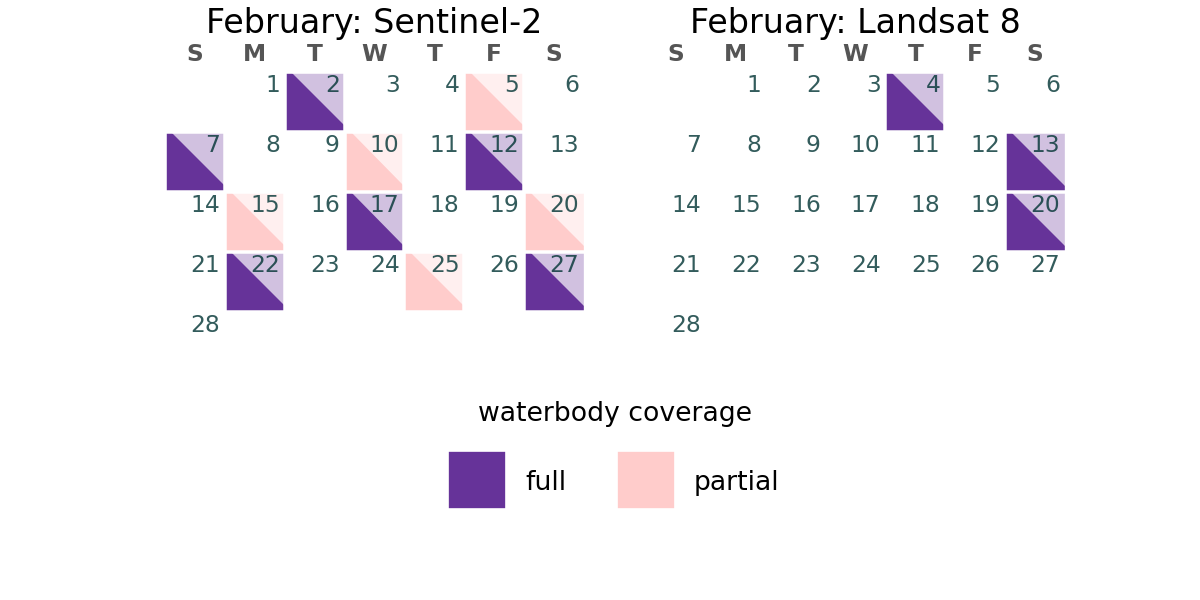 February: Sentinel-2
S M T W T F S
1 2 3 4 5 6
7 8 9 10 11 12 13
14 15 16 17 18 19 20
21 22 23 24 25 26 27
28
February: Landsat 8
S M T W T F S
1 2 3 4 5 6
7 8 9 10 11 12 13
14 15 16 17 18 19 20
21 22 23 24 25 26 27
28
waterbody coverage
full partial